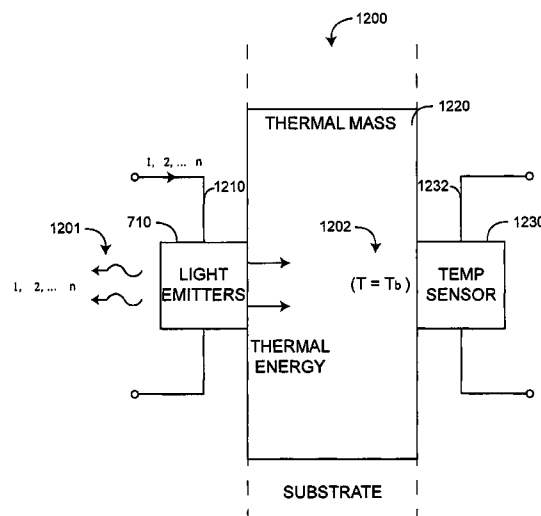 1200
1220
THERMAL MASS
1, 2, ... n
1210
1232
1201
710
1202
1230
1, 2, ... n
LIGHT
EMITTERS
(T = Tb)
TEMP
SENSOR
THERMAL
ENERGY
SUBSTRATE